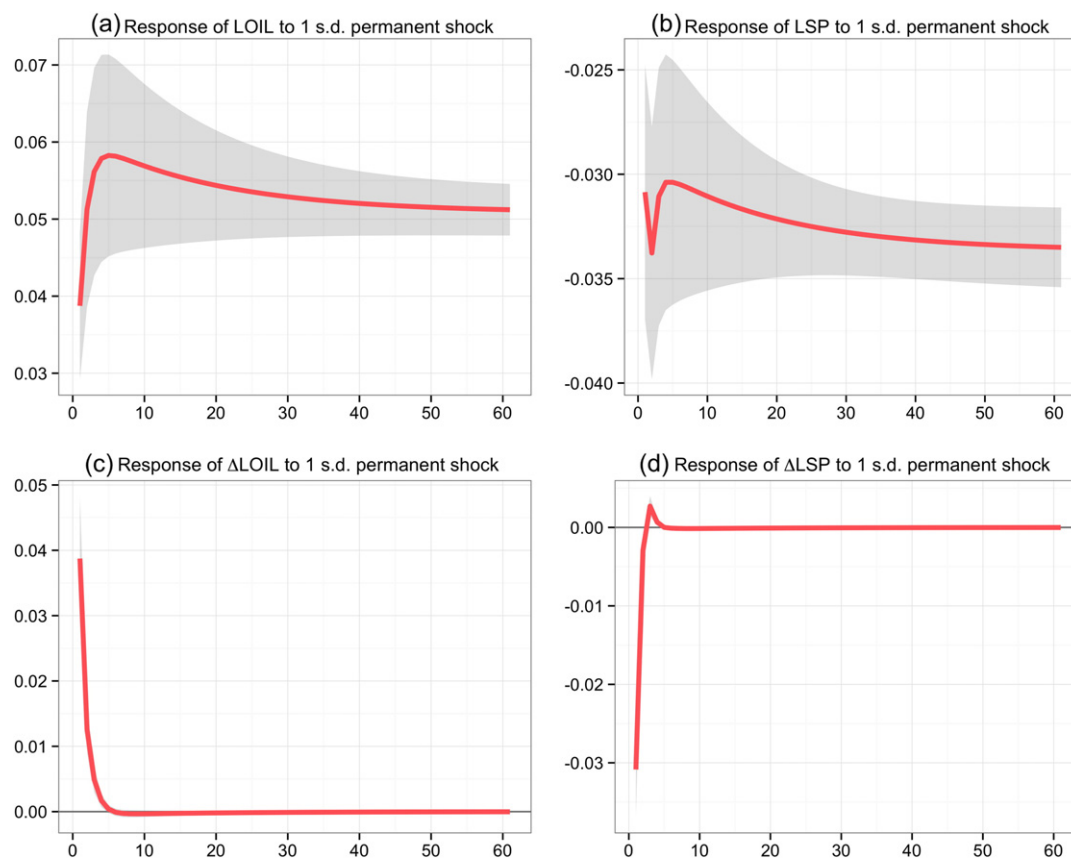 (a) Response of LOIL to 1 s.d. permanent shock
0.07
0.06
0.05
0.04
0.03
0 10 20 30 40 50 60
(b) Response of LSP to 1 s.d. permanent shock
-0.025
-0.030
-0.035
-0.040
0 10 20 30 40 50 60
(c) Response of ΔLOIL to 1 s.d. permanent shock
0.05
0.04
0.03
0.02
0.01
0.00
0 10 20 30 40 50 60
(d) Response of ΔLSP to 1 s.d. permanent shock
0.00
-0.01
-0.02
-0.03
0 10 20 30 40 50 60